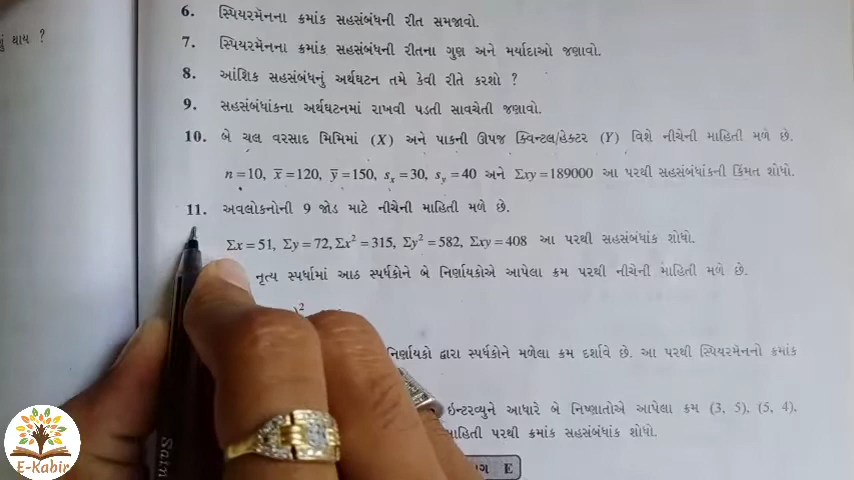 6. સ્પિયરમૅનના ક્રમાંક સહસંબંધની રીત સમજાવો.
નું થાય ?
7. સ્પિયરમૅનના ક્રમાંક સહસંબંધની રીતના ગુણ અને મર્યાદાઓ જણાવો.
8. આંશિક સહસંબંધનું અર્થઘટન તમે કેવી રીતે કરશો ?
9. સહસંબંધાંકના અર્થઘટનમાં રાખવી પડતી સાવચેતી જણાવો.
10. બે ચલ વરસાદ મિમિમાં (X) અને પાકની ઊપજ ક્વિન્ટલ/હેક્ટર (Y) વિશે નીચેની માહિતી મળે છે.
n = 10, x̅ = 120, y̅ = 150, sₓ = 30, s_y = 40 અને Σxy = 189000 આ પરથી સહસંબંધાંકની કિંમત શોધો.
11. અવલોકનોની 9 જોડ માટે નીચેની માહિતી મળે છે.
Σx = 51, Σy = 72, Σx² = 315, Σy² = 582, Σxy = 408 આ પરથી સહસંબંધાંક શોધો.
નૃત્ય સ્પર્ધામાં આઠ સ્પર્ધકોને બે નિર્ણાયકોએ આપેલા ક્રમ પરથી નીચેની માહિતી મળે છે.
)²
નિર્ણાયકો દ્વારા સ્પર્ધકોને મળેલા ક્રમ દર્શાવે છે. આ પરથી સ્પિયરમૅનનો ક્રમાંક
ઇન્ટરવ્યુને આધારે બે નિષ્ણાતોએ આપેલા ક્રમ (3, 5), (5, 4),
માહિતી પરથી ક્રમાંક સહસંબંધાંક શોધો.
E
E-Kabir